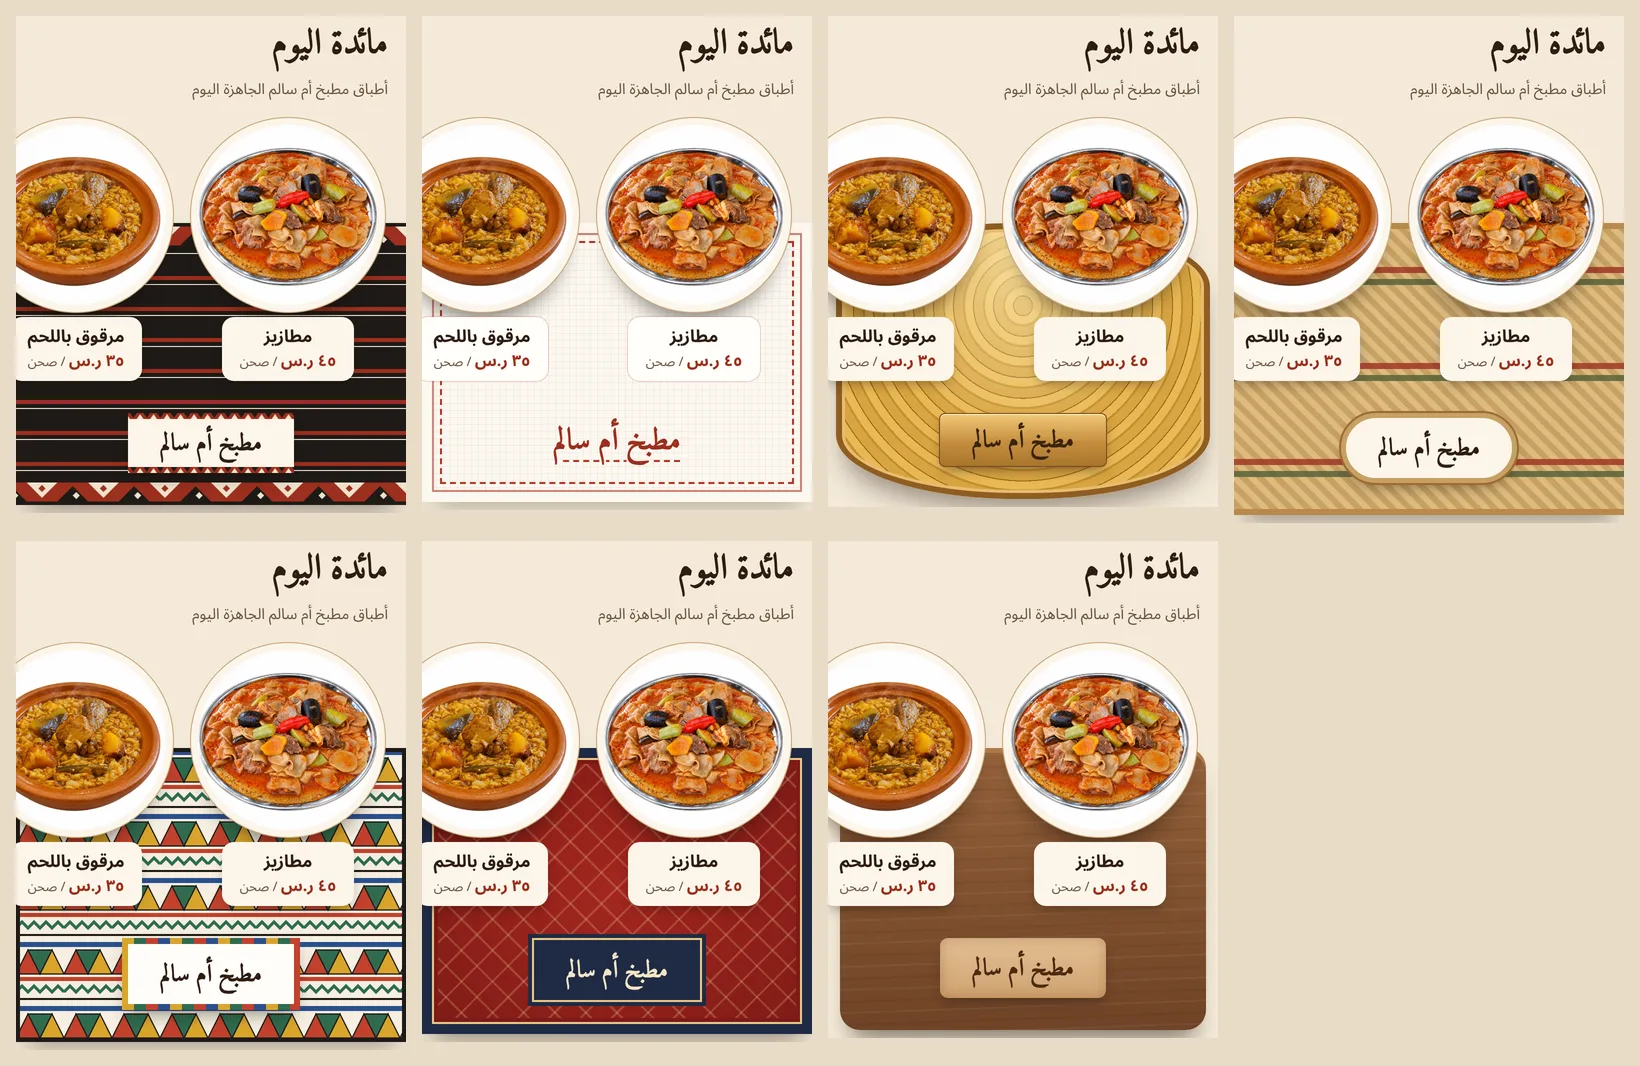 مائدة اليوم
أطباق مطبخ أم سالم الجاهزة اليوم
مطازيز
٤٥ ر.س / صحن
مرقوق باللحم
٣٥ ر.س / صحن
مطبخ أم سالم
مائدة اليوم
أطباق مطبخ أم سالم الجاهزة اليوم
مطازيز
٤٥ ر.س / صحن
مرقوق باللحم
٣٥ ر.س / صحن
مطبخ أم سالم
مائدة اليوم
أطباق مطبخ أم سالم الجاهزة اليوم
مطازيز
٤٥ ر.س / صحن
مرقوق باللحم
٣٥ ر.س / صحن
مطبخ أم سالم
مائدة اليوم
أطباق مطبخ أم سالم الجاهزة اليوم
مطازيز
٤٥ ر.س / صحن
مرقوق باللحم
٣٥ ر.س / صحن
مطبخ أم سالم
مائدة اليوم
أطباق مطبخ أم سالم الجاهزة اليوم
مطازيز
٤٥ ر.س / صحن
مرقوق باللحم
٣٥ ر.س / صحن
مطبخ أم سالم
مائدة اليوم
أطباق مطبخ أم سالم الجاهزة اليوم
مطازيز
٤٥ ر.س / صحن
مرقوق باللحم
٣٥ ر.س / صحن
مطبخ أم سالم
مائدة اليوم
أطباق مطبخ أم سالم الجاهزة اليوم
مطازيز
٤٥ ر.س / صحن
مرقوق باللحم
٣٥ ر.س / صحن
مطبخ أم سالم